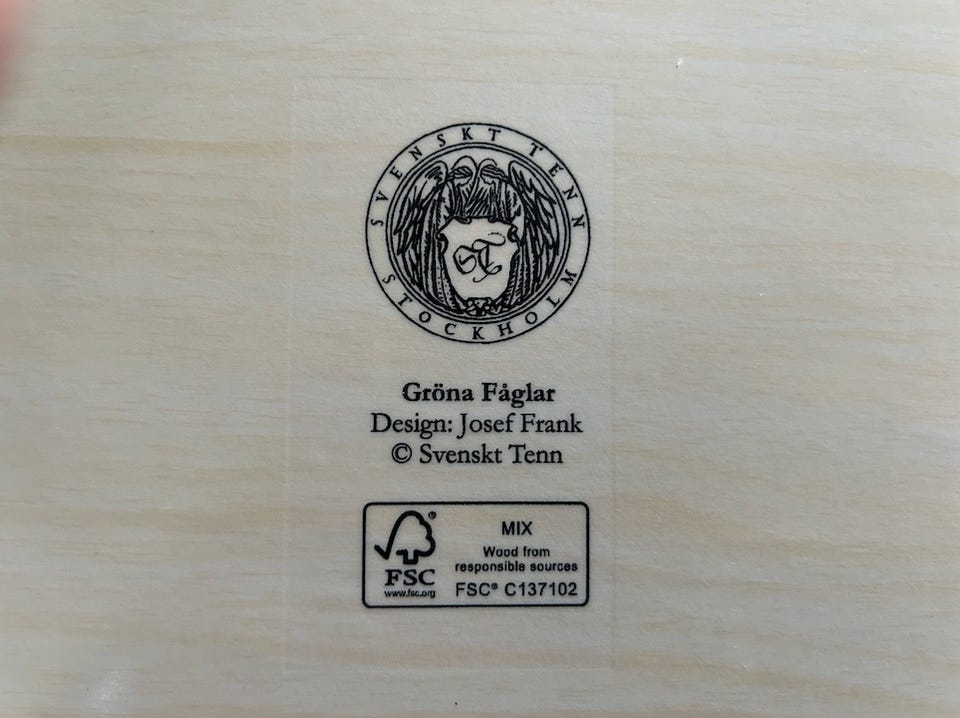 SVENSKT TENN
STOCKHOLM
ST
Gröna Fåglar
Design: Josef Frank
© Svenskt Tenn
FSC®
www.fsc.org
MIX
Wood from
responsible sources
FSC® C137102